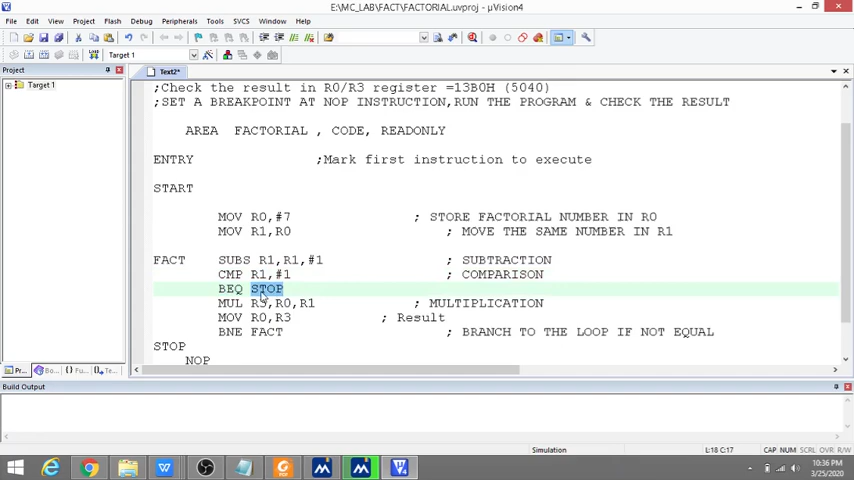 E:\MC_LAB\FACT\FACTORIAL.uvproj - µVision4
File Edit View Project Flash Debug Peripherals Tools SVCS Window Help
Target 1
Project
Text2*
Target 1
;Check the result in R0/R3 register =13B0H (5040)
;SET A BREAKPOINT AT NOP INSTRUCTION,RUN THE PROGRAM & CHECK THE RESULT
AREA FACTORIAL , CODE, READONLY
ENTRY ;Mark first instruction to execute
START
MOV R0,#7 ; STORE FACTORIAL NUMBER IN R0
MOV R1,R0 ; MOVE THE SAME NUMBER IN R1
FACT SUBS R1,R1,#1 ; SUBTRACTION
CMP R1,#1 ; COMPARISON
BEQ STOP
MUL R3,R0,R1 ; MULTIPLICATION
MOV R0,R3 ; Result
BNE FACT ; BRANCH TO THE LOOP IF NOT EQUAL
STOP
NOP
Pr... Bo... Fu... Te...
Build Output
Simulation L:18 C:17 CAP NUM SCRL OVR R/W
10:36 PM
3/25/2020